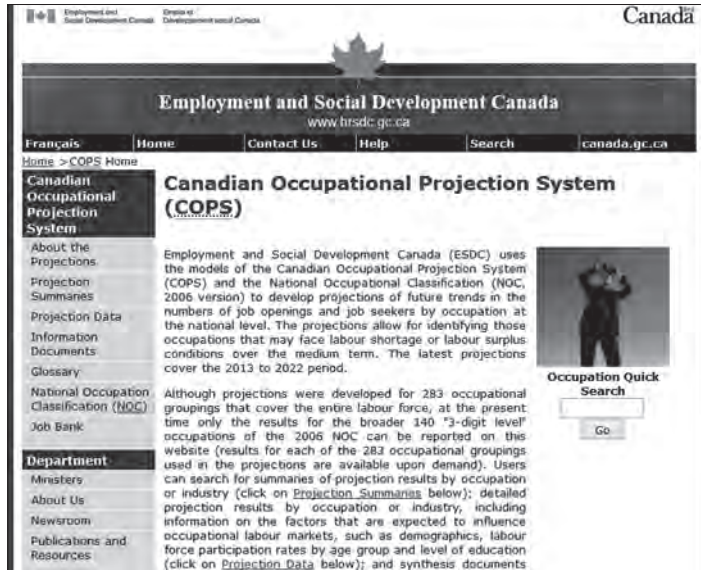 Employment and
Social Development Canada
Emploi et
Développement social Canada
Canada
Employment and Social Development Canada
www.hrsdc.gc.ca
Français
Home
Contact Us
Help
Search
canada.gc.ca
Home > COPS Home
Canadian
Occupational
Projection
System
About the
Projections
Projection
Summaries
Projection Data
Information
Documents
Glossary
National Occupation
Classification (NOC)
Job Bank
Department
Ministers
About Us
Newsroom
Publications and
Resources
Canadian Occupational Projection System
(COPS)
Employment and Social Development Canada (ESDC) uses
the models of the Canadian Occupational Projection System
(COPS) and the National Occupational Classification (NOC,
2006 version) to develop projections of future trends in the
numbers of job openings and job seekers by occupation at
the national level. The projections allow for identifying those
occupations that may face labour shortage or labour surplus
conditions over the medium term. The latest projections
cover the 2013 to 2022 period.
Although projections were developed for 283 occupational
groupings that cover the entire labour force, at the present
time only the results for the broader 140 "3-digit level"
occupations of the 2006 NOC can be reported on this
website (results for each of the 283 occupational groupings
used in the projections are available upon demand). Users
can search for summaries of projection results by occupation
or industry (click on Projection Summaries below); detailed
projection results by occupation or industry, including
information on the factors that are expected to influence
occupational labour markets, such as demographics, labour
force participation rates by age group and level of education
(click on Projection Data below); and synthesis documents
Occupation Quick
Search
Go